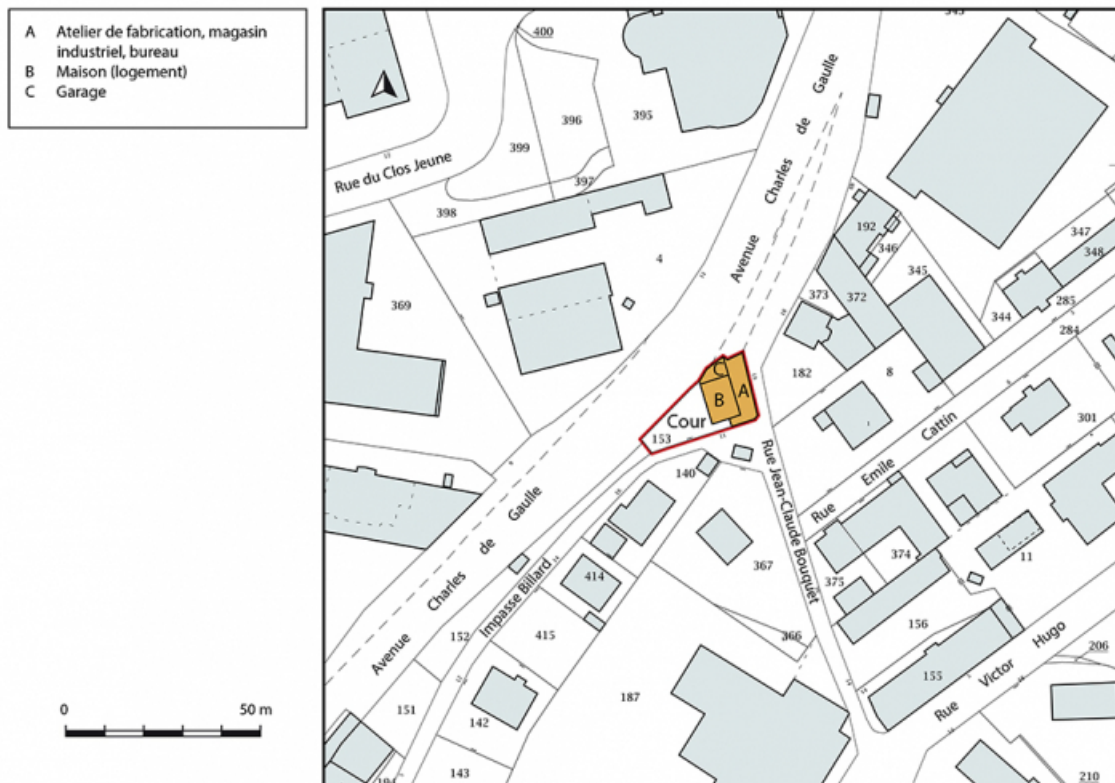 A Atelier de fabrication, magasin
industriel, bureau
B Maison (logement)
C Garage
0 50 m
400
396
395
399
397
398
Rue du Clos Jeune
Avenue Charles de Gaulle
192
346
347
348
345
4
369
373
372
344
285
284
182
8
C
B
A
Cour
153
301
Rue Emile Cattin
140
Rue Jean-Claude Bouquet
Avenue Charles de Gaulle
414
Impasse Billard
367
374
375
11
152
415
366
156
206
155
Rue Victor Hugo
187
151
142
143
210